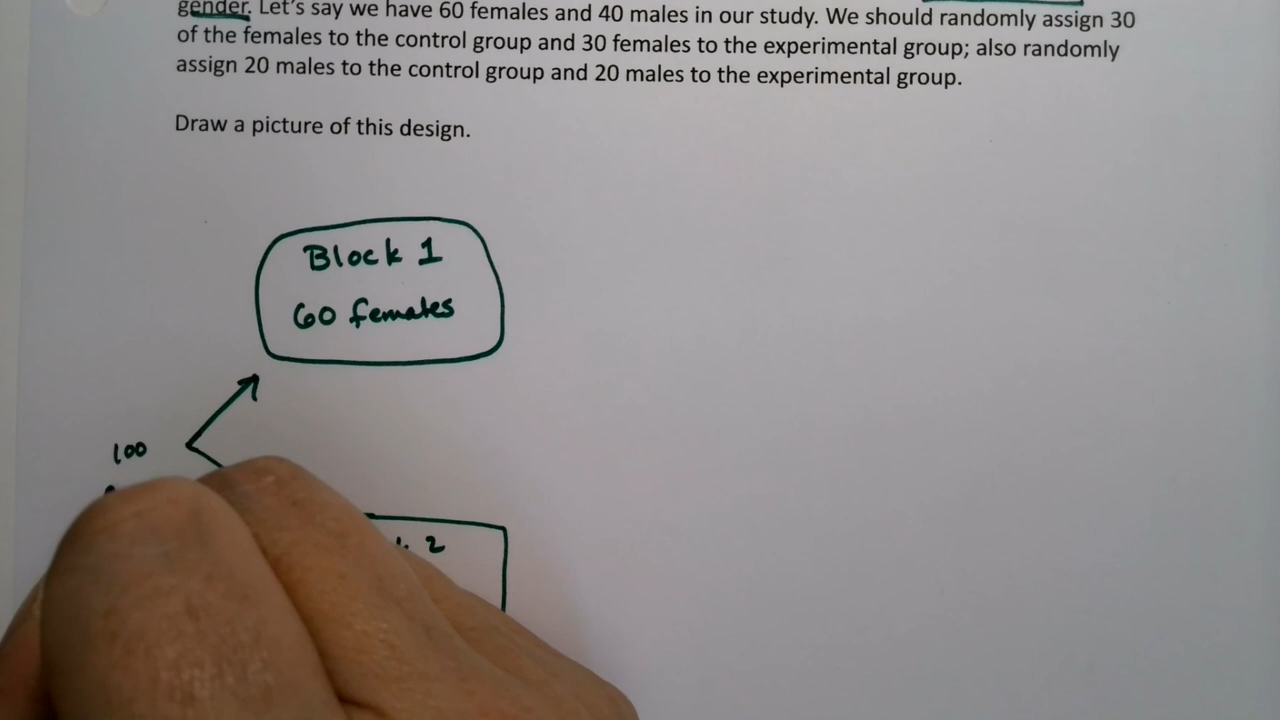 gender. Let's say we have 60 females and 40 males in our study. We should randomly assign 30
of the females to the control group and 30 females to the experimental group; also randomly
assign 20 males to the control group and 20 males to the experimental group.
Draw a picture of this design.
Block 1
60 females
100
2